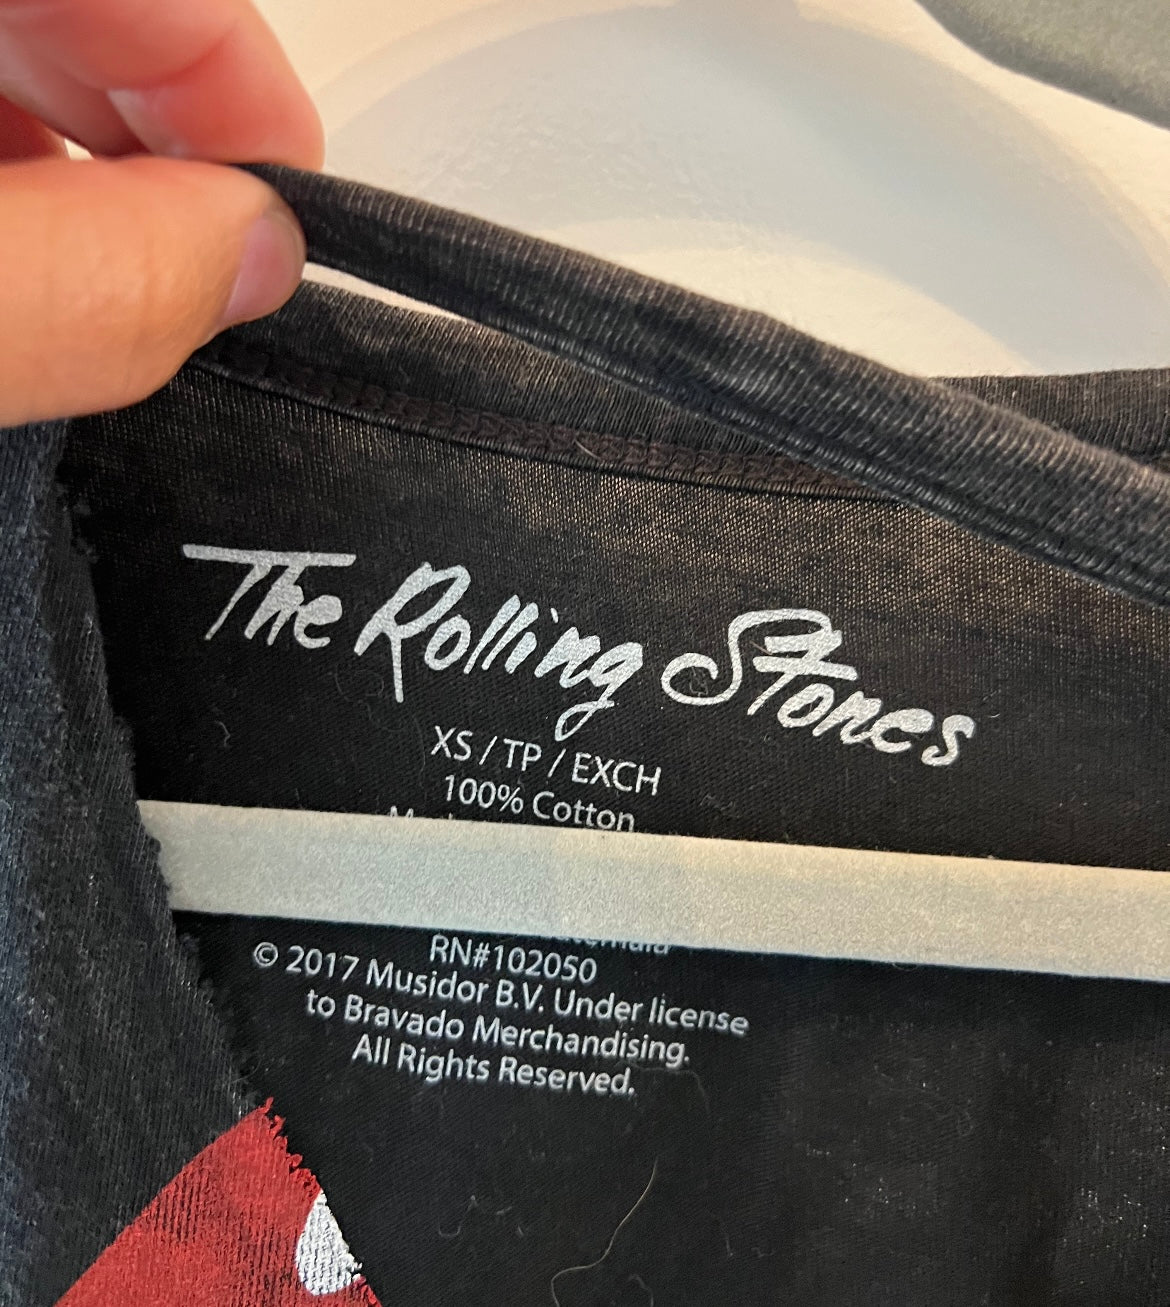 The Rolling Stones
XS / TP / EXCH
100% Cotton
RN#102050
© 2017 Musidor B.V. Under license
to Bravado Merchandising.
All Rights Reserved.